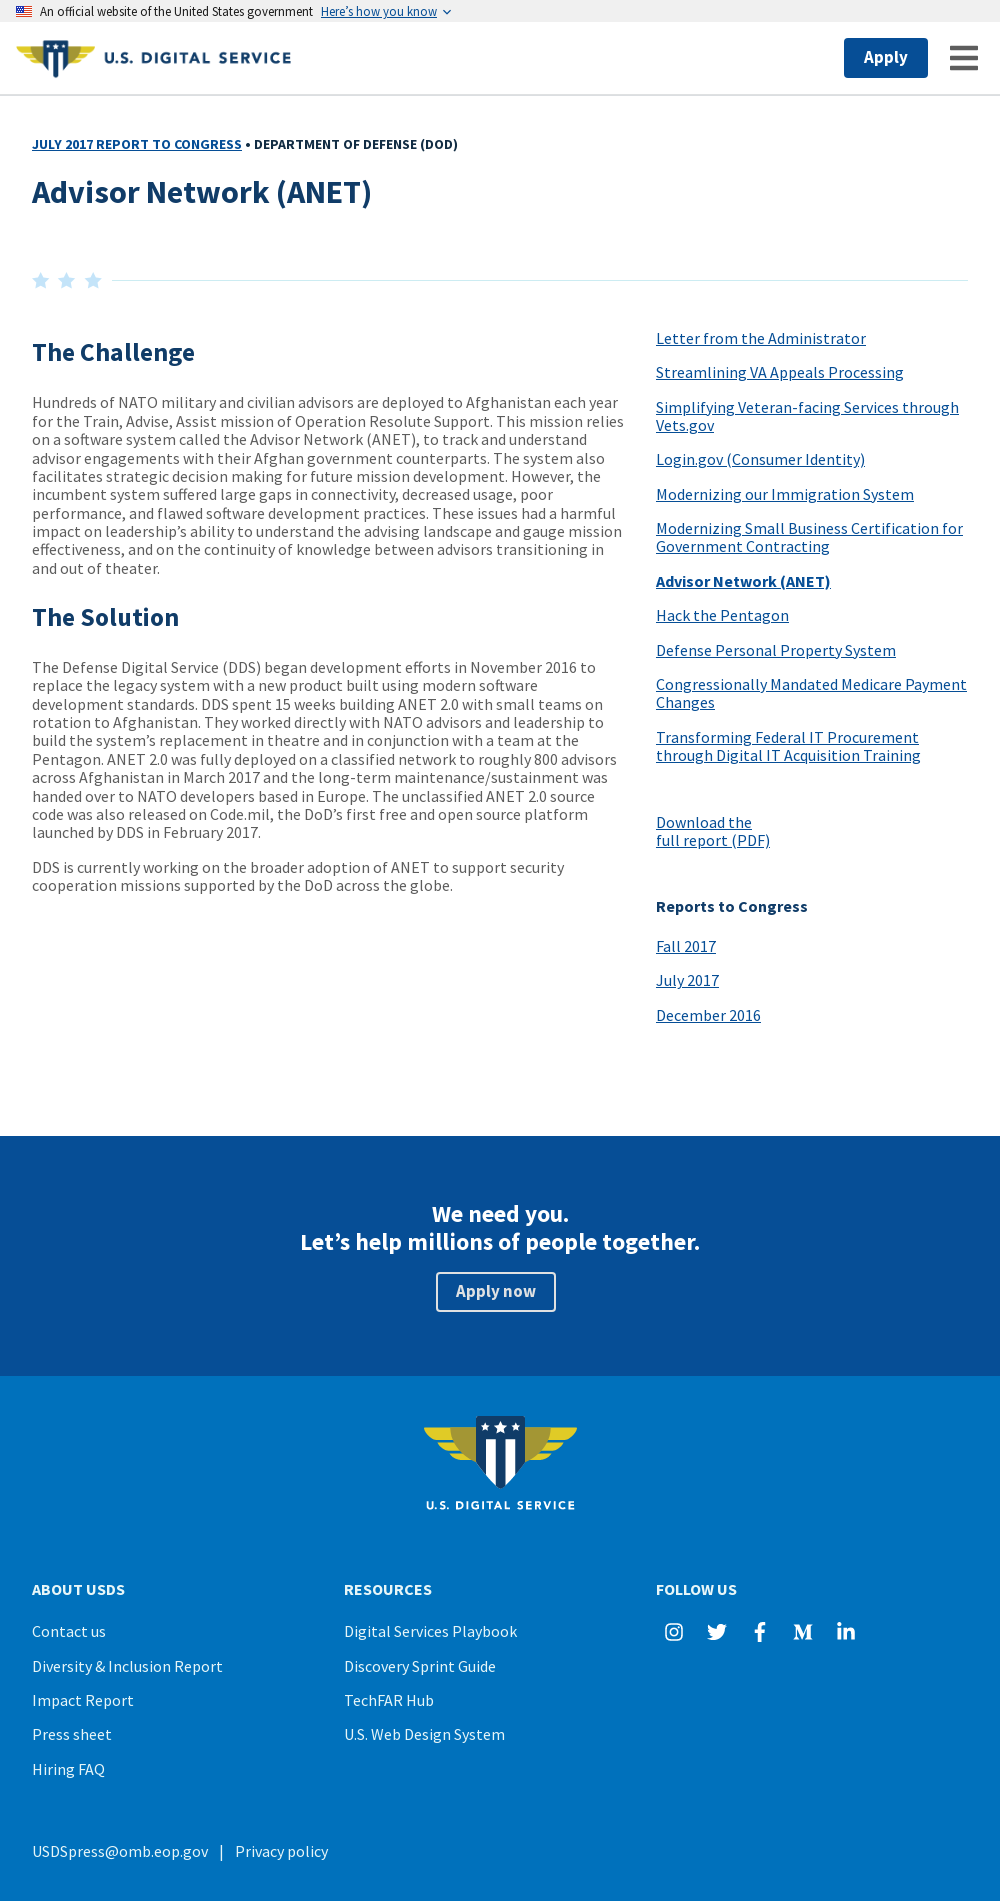 An official website of the United States government Here’s how you know
U.S. DIGITAL SERVICE
Apply
JULY 2017 REPORT TO CONGRESS • DEPARTMENT OF DEFENSE (DOD)
Advisor Network (ANET)
The Challenge
Hundreds of NATO military and civilian advisors are deployed to Afghanistan each year
for the Train, Advise, Assist mission of Operation Resolute Support. This mission relies
on a software system called the Advisor Network (ANET), to track and understand
advisor engagements with their Afghan government counterparts. The system also
facilitates strategic decision making for future mission development. However, the
incumbent system suffered large gaps in connectivity, decreased usage, poor
performance, and flawed software development practices. These issues had a harmful
impact on leadership’s ability to understand the advising landscape and gauge mission
effectiveness, and on the continuity of knowledge between advisors transitioning in
and out of theater.
The Solution
The Defense Digital Service (DDS) began development efforts in November 2016 to
replace the legacy system with a new product built using modern software
development standards. DDS spent 15 weeks building ANET 2.0 with small teams on
rotation to Afghanistan. They worked directly with NATO advisors and leadership to
build the system’s replacement in theatre and in conjunction with a team at the
Pentagon. ANET 2.0 was fully deployed on a classified network to roughly 800 advisors
across Afghanistan in March 2017 and the long-term maintenance/sustainment was
handed over to NATO developers based in Europe. The unclassified ANET 2.0 source
code was also released on Code.mil, the DoD’s first free and open source platform
launched by DDS in February 2017.
DDS is currently working on the broader adoption of ANET to support security
cooperation missions supported by the DoD across the globe.
Letter from the Administrator
Streamlining VA Appeals Processing
Simplifying Veteran-facing Services through
Vets.gov
Login.gov (Consumer Identity)
Modernizing our Immigration System
Modernizing Small Business Certification for
Government Contracting
Advisor Network (ANET)
Hack the Pentagon
Defense Personal Property System
Congressionally Mandated Medicare Payment
Changes
Transforming Federal IT Procurement
through Digital IT Acquisition Training
Download the
full report (PDF)
Reports to Congress
Fall 2017
July 2017
December 2016
We need you.
Let’s help millions of people together.
Apply now
U.S. DIGITAL SERVICE
ABOUT USDS
Contact us
Diversity & Inclusion Report
Impact Report
Press sheet
Hiring FAQ
RESOURCES
Digital Services Playbook
Discovery Sprint Guide
TechFAR Hub
U.S. Web Design System
FOLLOW US
USDSpress@omb.eop.gov | Privacy policy